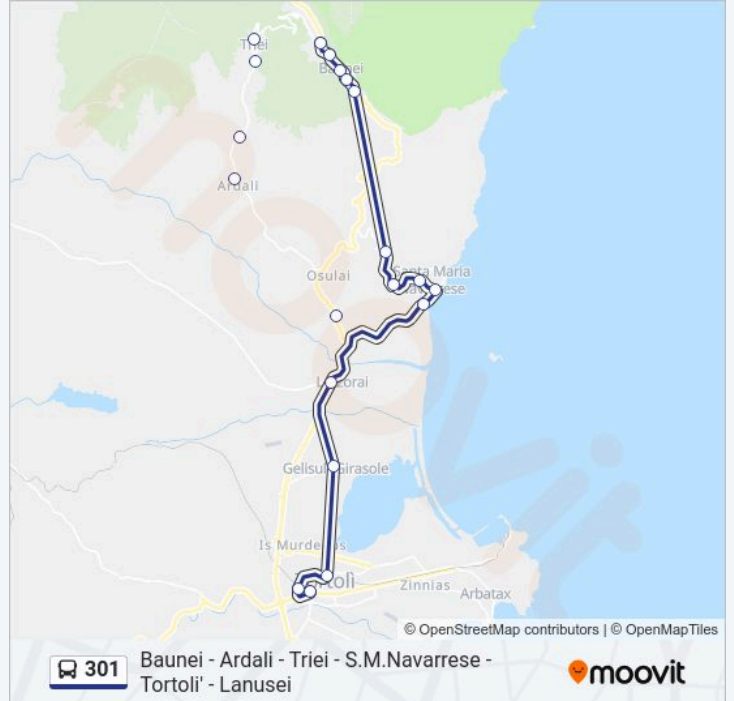 Triei
Baunei
Ardali
Santa Maria
Navarrese
Osulai
Lotzorai
Gelisuli
Girasole
Is Murdegus
Tortolì
Zinnias
Arbatax
moovit
© OpenStreetMap contributors | © OpenMapTiles
301
Baunei - Ardali - Triei - S.M.Navarrese -
Tortoli' - Lanusei
moovit